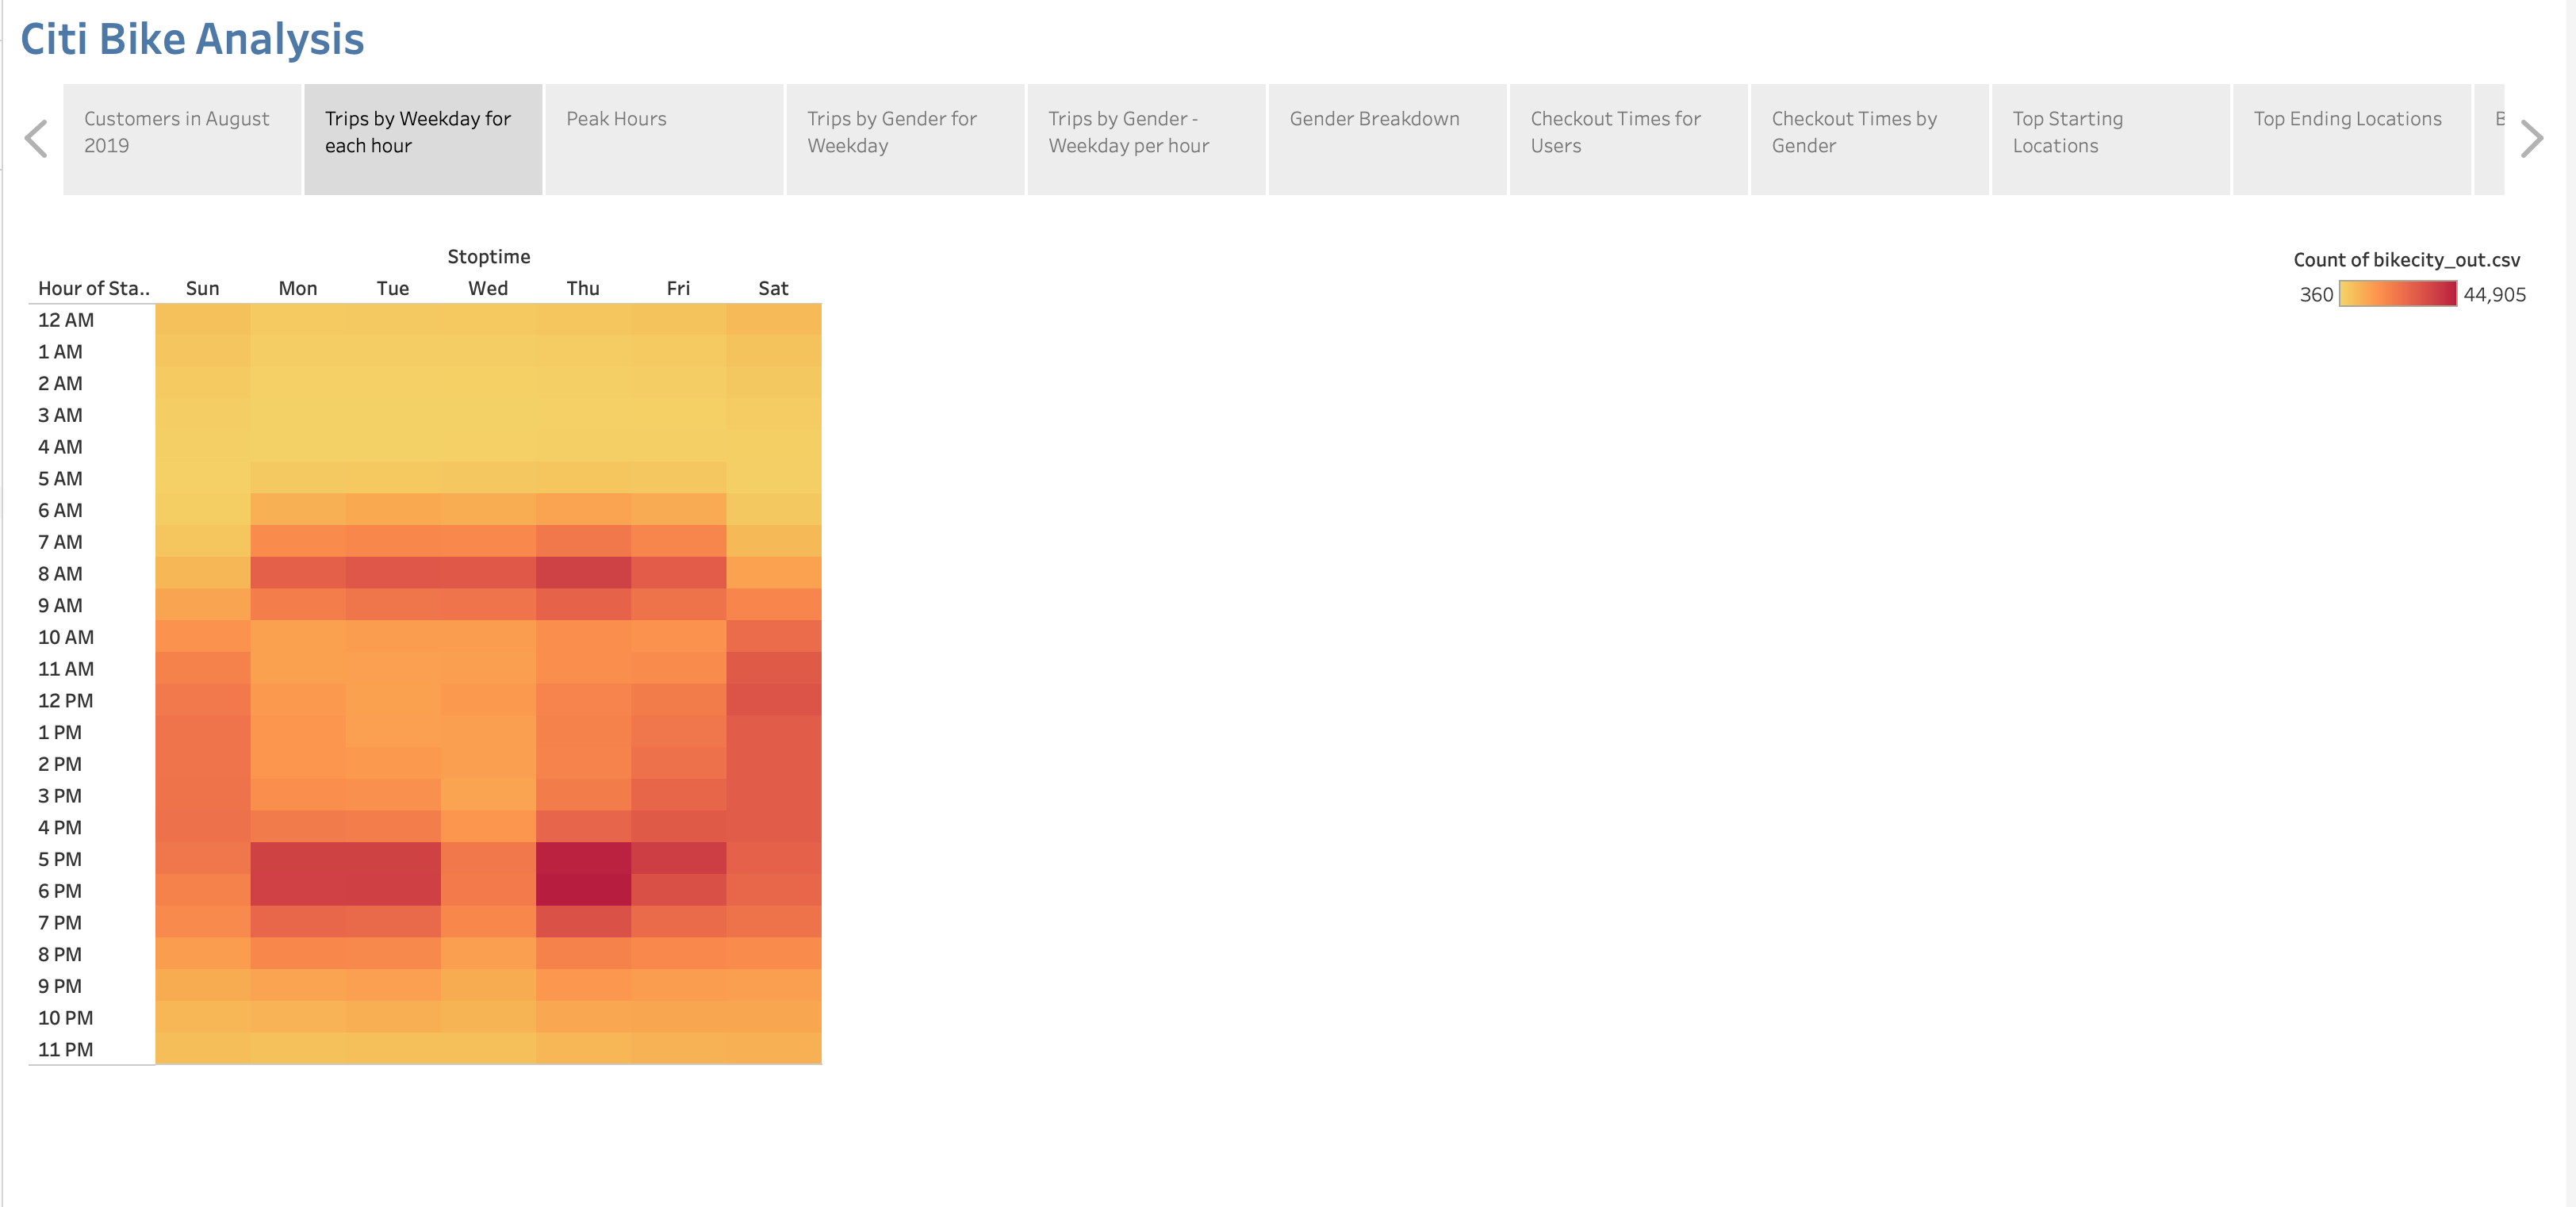 Citi Bike Analysis
Customers in August
2019
Trips by Weekday for
each hour
Peak Hours
Trips by Gender for
Weekday
Trips by Gender -
Weekday per hour
Gender Breakdown
Checkout Times for
Users
Checkout Times by
Gender
Top Starting
Locations
Top Ending Locations
B
Stoptime
Hour of Sta.. Sun Mon Tue Wed Thu Fri Sat
12 AM
1 AM
2 AM
3 AM
4 AM
5 AM
6 AM
7 AM
8 AM
9 AM
10 AM
11 AM
12 PM
1 PM
2 PM
3 PM
4 PM
5 PM
6 PM
7 PM
8 PM
9 PM
10 PM
11 PM
Count of bikecity_out.csv
360 44,905